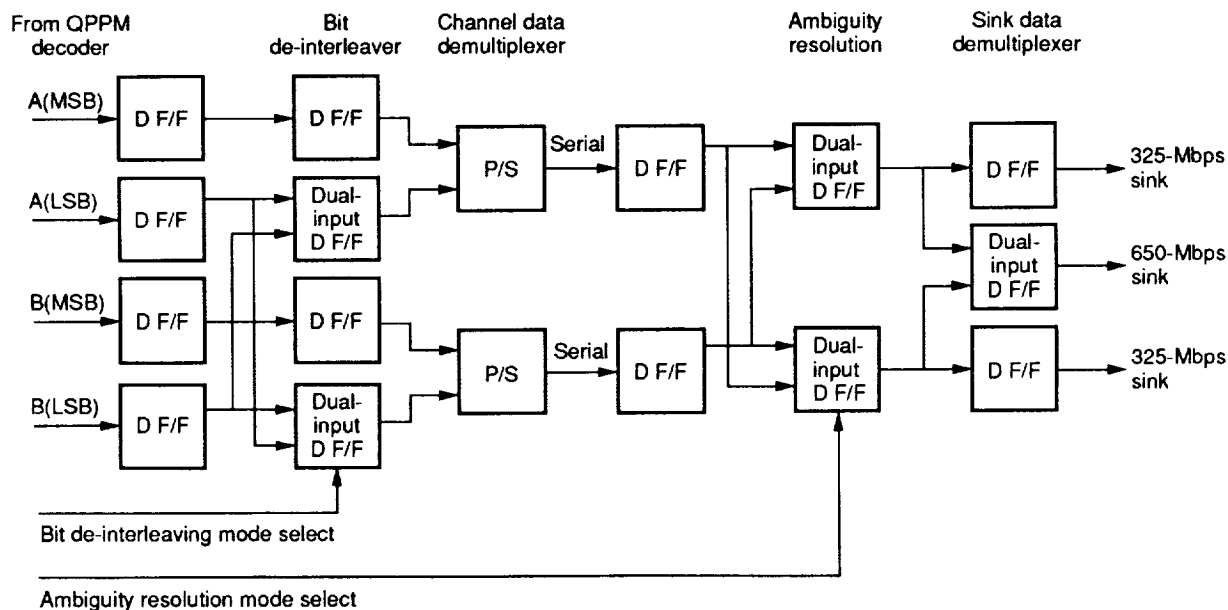 From QPPM
decoder
Bit
de-interleaver
Channel data
demultiplexer
Ambiguity
resolution
Sink data
demultiplexer
A(MSB)
D F/F
D F/F
P/S
Serial
D F/F
Dual-
input
D F/F
D F/F
325-Mbps
sink
A(LSB)
D F/F
Dual-
input
D F/F
Dual-
input
D F/F
650-Mbps
sink
B(MSB)
D F/F
D F/F
P/S
Serial
D F/F
Dual-
input
D F/F
D F/F
325-Mbps
sink
B(LSB)
D F/F
Dual-
input
D F/F
Bit de-interleaving mode select
Ambiguity resolution mode select